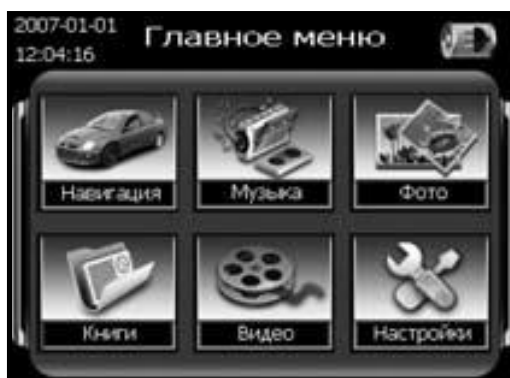 2007-01-01
12:04:16
Главное меню
Навигация
Музыка
Фото
Книги
Видео
Настройки